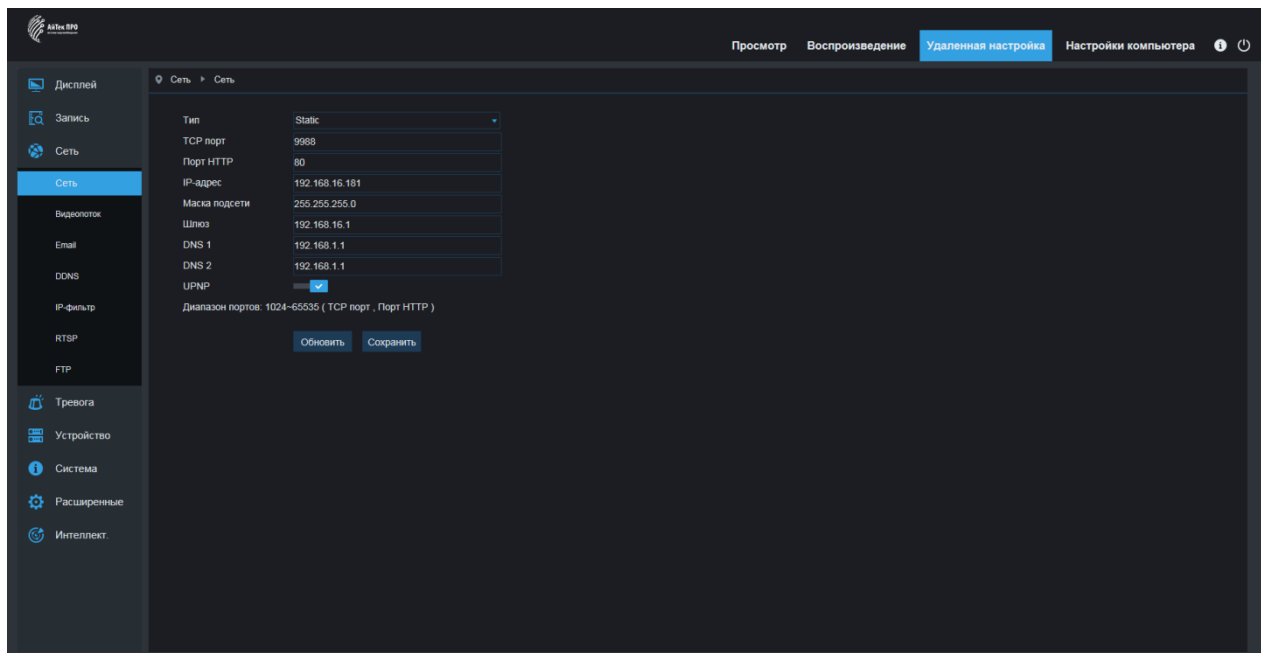 АйТек ПРО
Просмотр Воспроизведение Удаленная настройка Настройки компьютера
Дисплей
Запись
Сеть
Сеть
Видеопоток
Email
DDNS
IP-фильтр
RTSP
FTP
Тревога
Устройство
Система
Расширенные
Интеллект.
Сеть Сеть
Тип Static
TCP порт 9988
Порт HTTP 80
IP-адрес 192.168.16.181
Маска подсети 255.255.255.0
Шлюз 192.168.16.1
DNS 1 192.168.1.1
DNS 2 192.168.1.1
UPNP
Диапазон портов: 1024~65535 ( TCP порт , Порт HTTP )
Обновить Сохранить